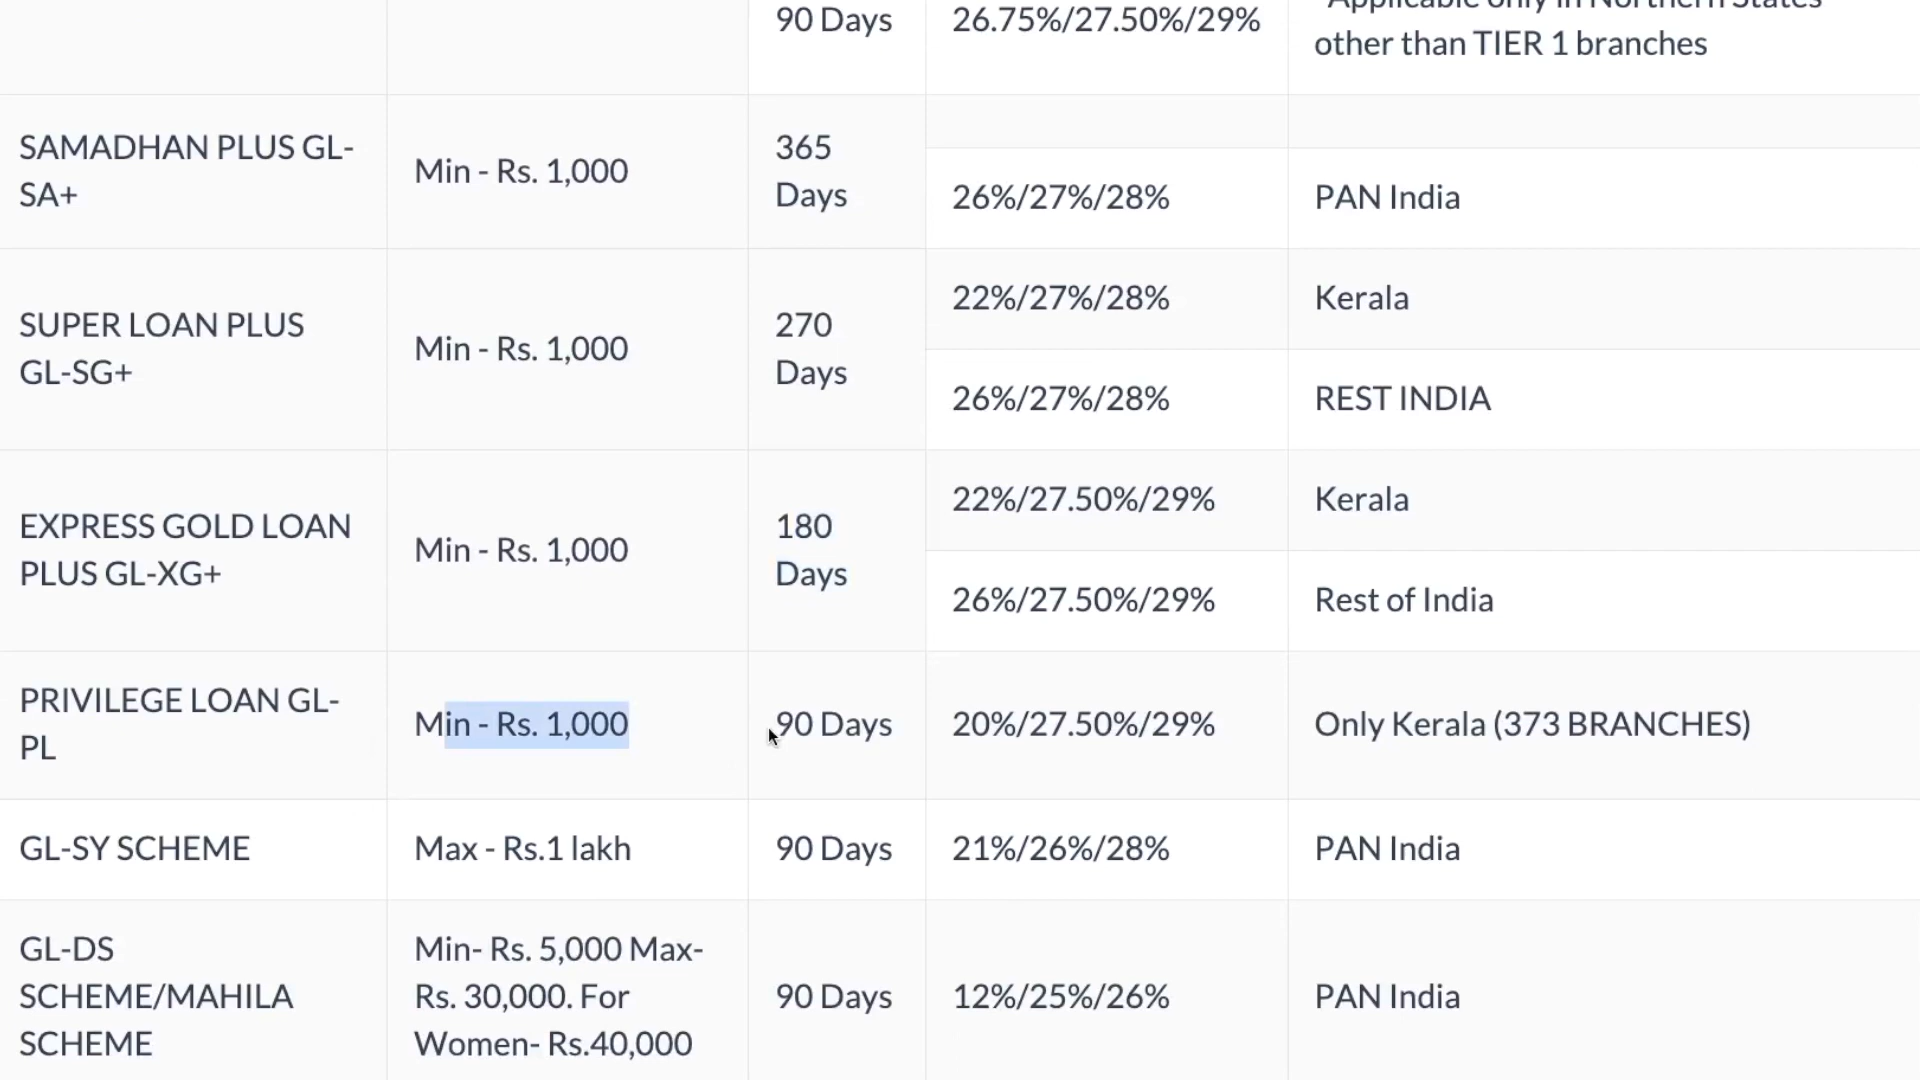 90 Days
26.75%/27.50%/29%
*Applicable only in Northern States
other than TIER 1 branches
SAMADHAN PLUS GL-
SA+
Min - Rs. 1,000
365
Days
26%/27%/28%
PAN India
SUPER LOAN PLUS
GL-SG+
Min - Rs. 1,000
270
Days
22%/27%/28%
Kerala
26%/27%/28%
REST INDIA
EXPRESS GOLD LOAN
PLUS GL-XG+
Min - Rs. 1,000
180
Days
22%/27.50%/29%
Kerala
26%/27.50%/29%
Rest of India
PRIVILEGE LOAN GL-
PL
Min - Rs. 1,000
90 Days
20%/27.50%/29%
Only Kerala (373 BRANCHES)
GL-SY SCHEME
Max - Rs.1 lakh
90 Days
21%/26%/28%
PAN India
GL-DS
SCHEME/MAHILA
SCHEME
Min- Rs. 5,000 Max-
Rs. 30,000. For
Women- Rs.40,000
90 Days
12%/25%/26%
PAN India